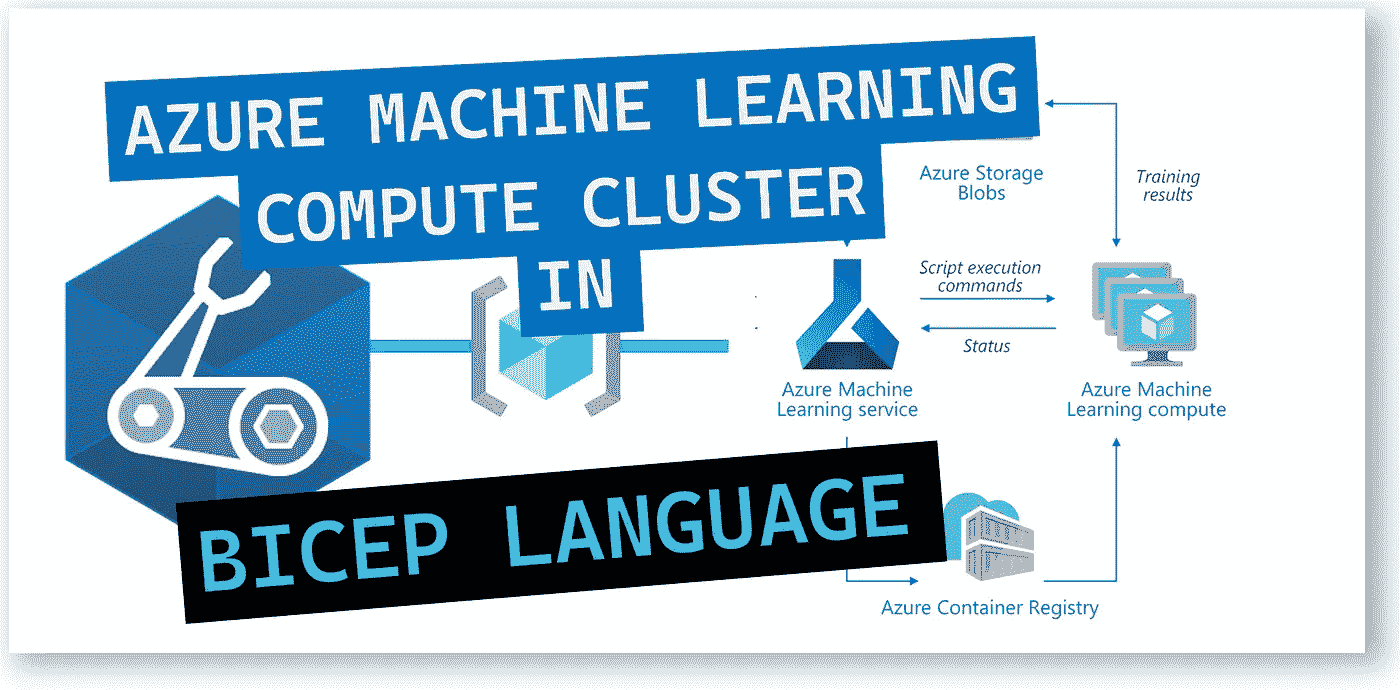 AZURE MACHINE LEARNING
COMPUTE CLUSTER
IN
BICEP LANGUAGE
Azure Storage
Blobs
Training
results
Script execution
commands
Status
Azure Machine
Learning service
Azure Machine
Learning compute
Azure Container Registry